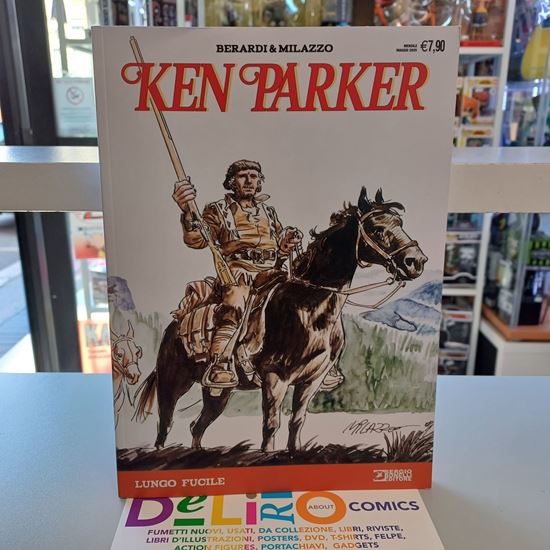 BERARDI & MILAZZO
MENSILE
€7,90
KEN PARKER
MILAZZO
LUNGO FUCILE
SERGIO
BONELLI
EDITORE
DELIRIO
ABOUT
COMICS
FUMETTI NUOVI, USATI, DA COLLEZIONE, LIBRI, RIVISTE,
LIBRI D'ILLUSTRAZIONI, POSTERS, DVD, T-SHIRTS, FELPE,
ACTION FIGURES, PORTACHIAVI, GADGETS